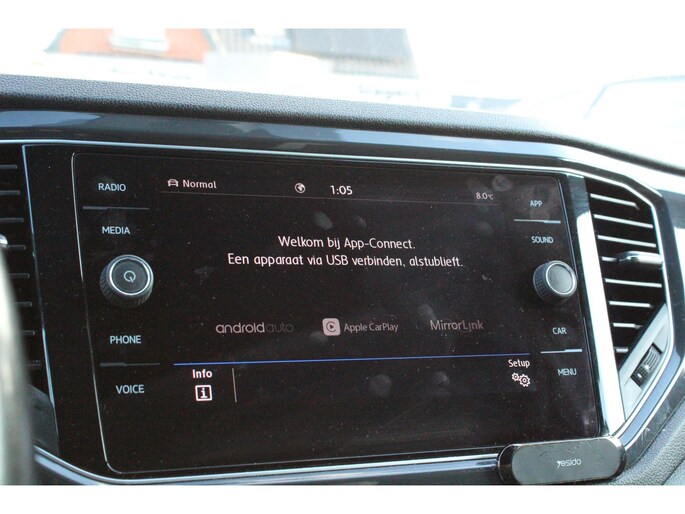 RADIO
MEDIA
PHONE
VOICE
Normal
1:05
8.0°C
Welkom bij App-Connect.
Een apparaat via USB verbinden, alstublieft.
androidauto
Apple CarPlay
MirrorLink
Info
Setup
APP
SOUND
CAR
MENU
yesido